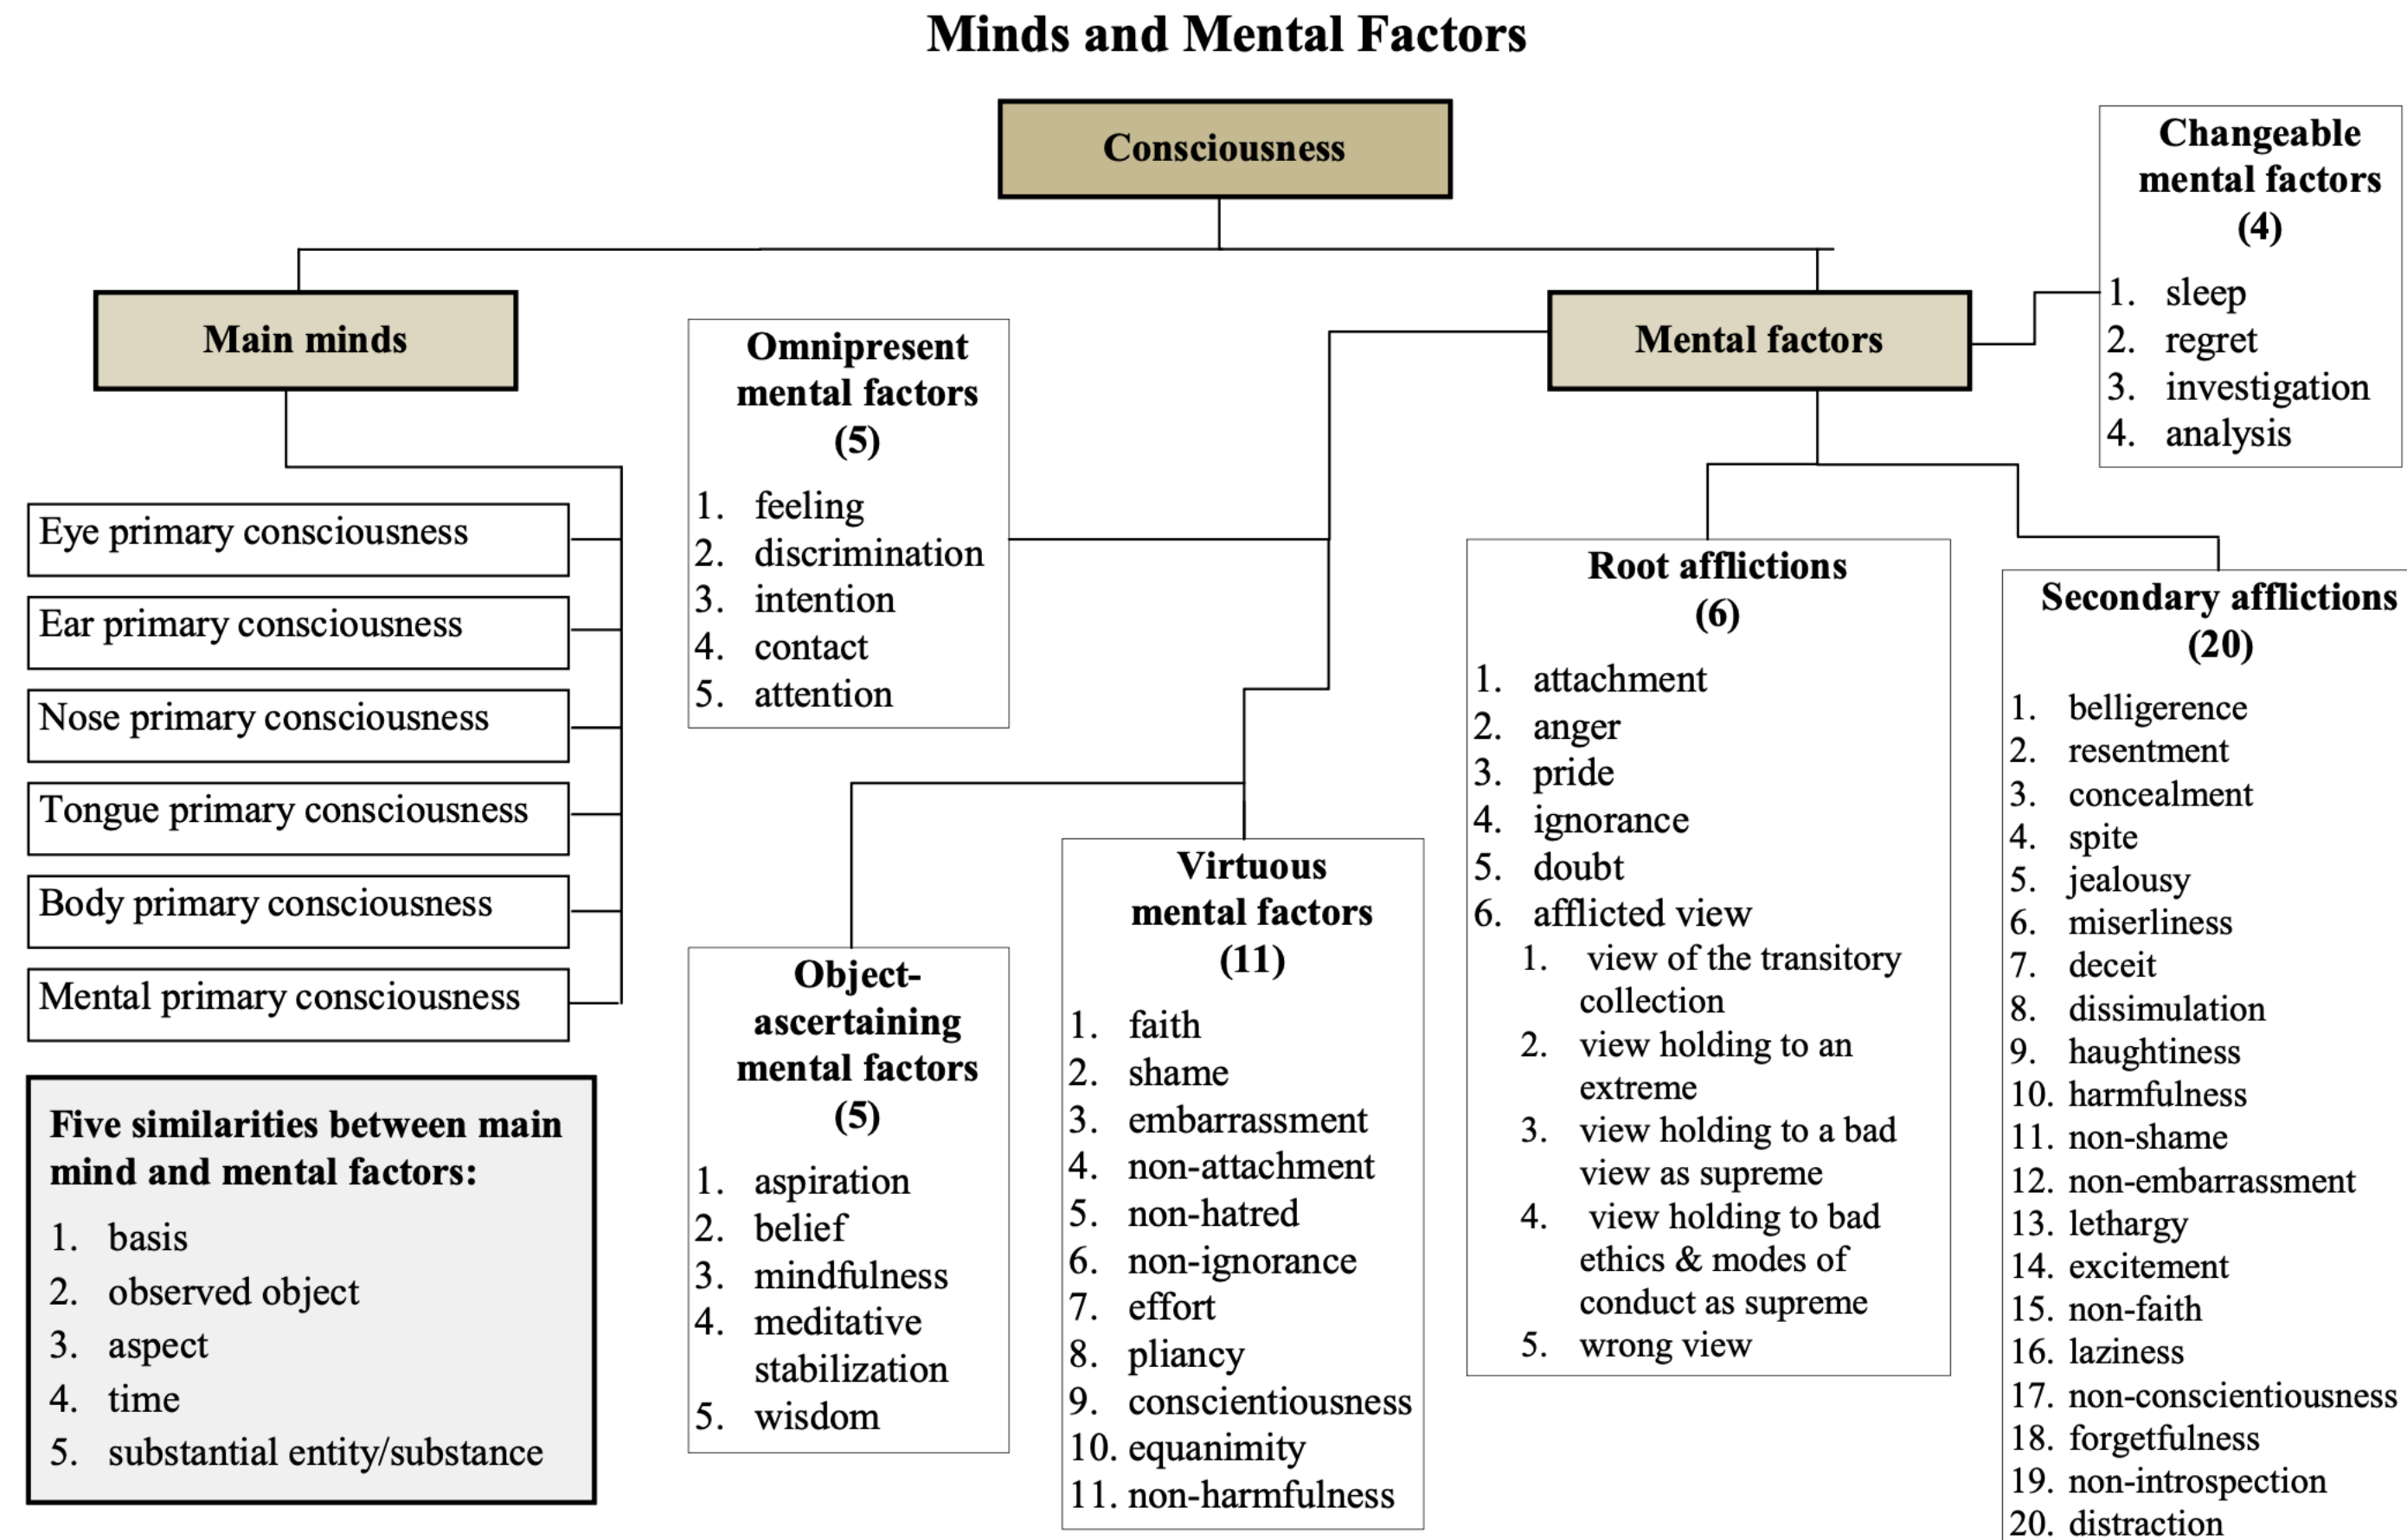 Minds and Mental Factors
Consciousness
Changeable
mental factors
(4)
1. sleep
2. regret
3. investigation
4. analysis
Main minds
Mental factors
Eye primary consciousness
Ear primary consciousness
Nose primary consciousness
Tongue primary consciousness
Body primary consciousness
Mental primary consciousness
Five similarities between main
mind and mental factors:
1. basis
2. observed object
3. aspect
4. time
5. substantial entity/substance
Omnipresent
mental factors
(5)
1. feeling
2. discrimination
3. intention
4. contact
5. attention
Object-
ascertaining
mental factors
(5)
1. aspiration
2. belief
3. mindfulness
4. meditative
stabilization
5. wisdom
Virtuous
mental factors
(11)
1. faith
2. shame
3. embarrassment
4. non-attachment
5. non-hatred
6. non-ignorance
7. effort
8. pliancy
9. conscientiousness
10. equanimity
11. non-harmfulness
Root afflictions
(6)
1. attachment
2. anger
3. pride
4. ignorance
5. doubt
6. afflicted view
1. view of the transitory
collection
2. view holding to an
extreme
3. view holding to a bad
view as supreme
4. view holding to bad
ethics & modes of
conduct as supreme
5. wrong view
Secondary afflictions
(20)
1. belligerence
2. resentment
3. concealment
4. spite
5. jealousy
6. miserliness
7. deceit
8. dissimulation
9. haughtiness
10. harmfulness
11. non-shame
12. non-embarrassment
13. lethargy
14. excitement
15. non-faith
16. laziness
17. non-conscientiousness
18. forgetfulness
19. non-introspection
20. distraction